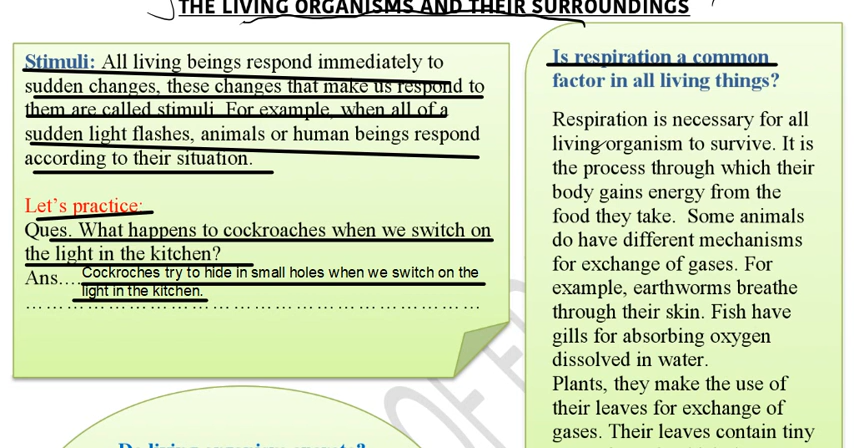 THE LIVING ORGANISMS AND THEIR SURROUNDINGS
Stimuli: All living beings respond immediately to
sudden changes, these changes that make us respond to
them are called stimuli. For example, when all of a
sudden light flashes, animals or human beings respond
according to their situation.
Let's practice:
Ques. What happens to cockroaches when we switch on
the light in the kitchen?
Ans....Cockroches try to hide in small holes when we switch on the
light in the kitchen.
Is respiration a common
factor in all living things?
Respiration is necessary for all
living organism to survive. It is
the process through which their
body gains energy from the
food they take. Some animals
do have different mechanisms
for exchange of gases. For
example, earthworms breathe
through their skin. Fish have
gills for absorbing oxygen
dissolved in water.
Plants, they make the use of
their leaves for exchange of
gases. Their leaves contain tiny